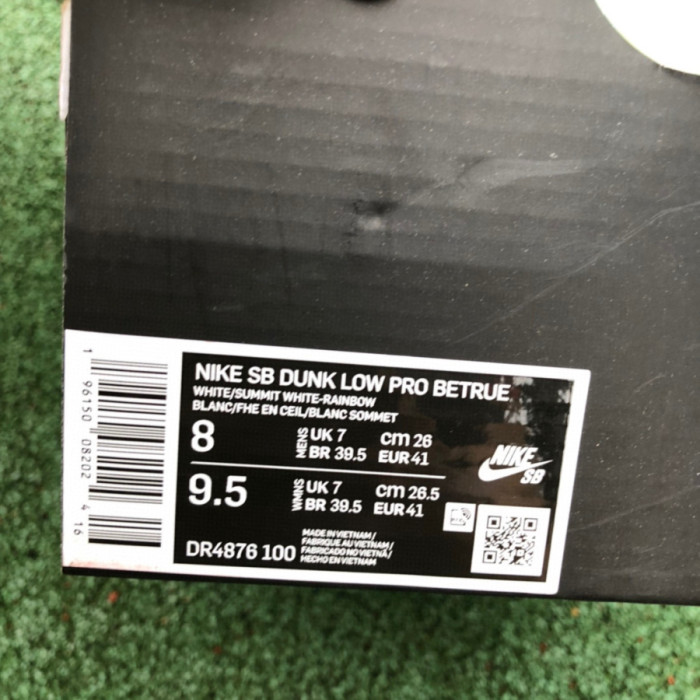 NIKE SB DUNK LOW PRO BETRUE
WHITE/SUMMIT WHITE-RAINBOW
BLANC/FHE EN CEIL/BLANC SOMMET
8 MENS UK 7 cm 26
BR 39.5 EUR 41
9.5 WMNS UK 7 cm 26.5
BR 39.5 EUR 41
NIKE
SB
DR4876 100
MADE IN VIETNAM /
FABRIQUE AU VIETNAM /
FABRICADO NO VIETNÃ /
HECHO EN VIETNAM
1 96150 08202 4 16